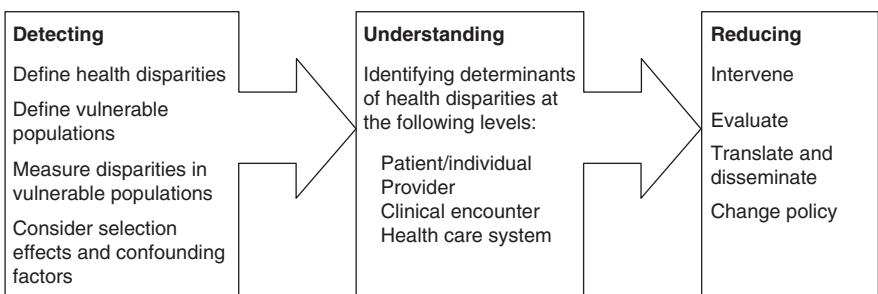 Detecting
Define health disparities
Define vulnerable
populations
Measure disparities in
vulnerable populations
Consider selection
effects and confounding
factors
Understanding
Identifying determinants
of health disparities at
the following levels:
Patient/individual
Provider
Clinical encounter
Health care system
Reducing
Intervene
Evaluate
Translate and
disseminate
Change policy